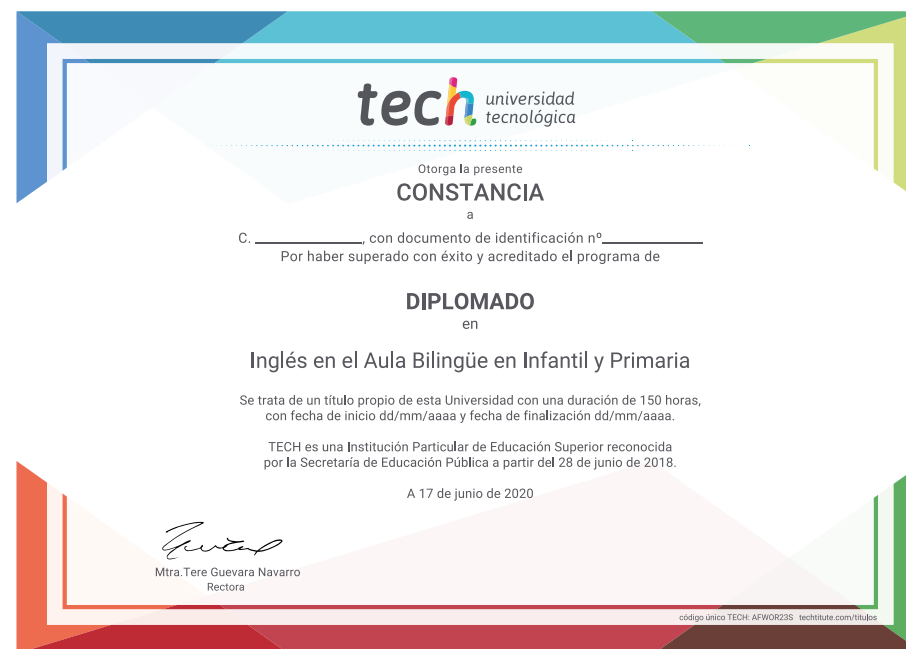 tech universidad
tecnológica
Otorga la presente
CONSTANCIA
a
C. ____________, con documento de identificación nº____________
Por haber superado con éxito y acreditado el programa de
DIPLOMADO
en
Inglés en el Aula Bilingüe en Infantil y Primaria
Se trata de un título propio de esta Universidad con una duración de 150 horas,
con fecha de inicio dd/mm/aaaa y fecha de finalización dd/mm/aaaa.
TECH es una Institución Particular de Educación Superior reconocida
por la Secretaría de Educación Pública a partir del 28 de junio de 2018.
A 17 de junio de 2020
Mtra.Tere Guevara Navarro
Rectora
código único TECH: AFWOR23S techtitute.com/titulos